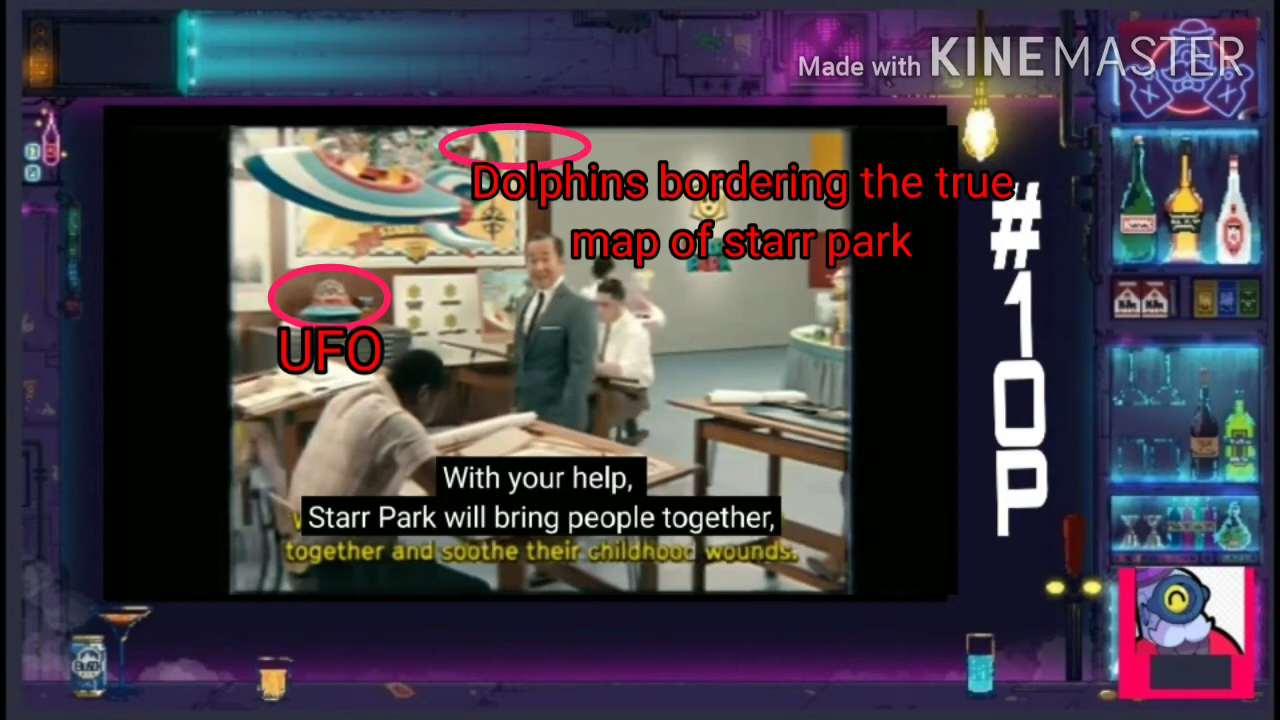 Made with KINEMASTER
Dolphins bordering the true
map of starr park
#10P
UFO
With your help,
Starr Park will bring people together,
together and soothe their childhood wounds.